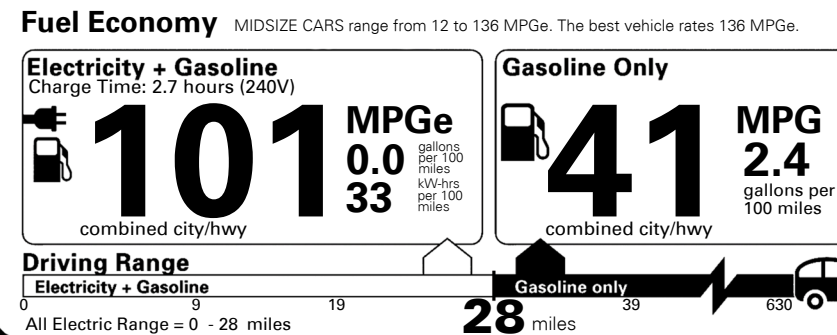 Fuel Economy MIDSIZE CARS range from 12 to 136 MPGe. The best vehicle rates 136 MPGe.
Electricity + Gasoline
Charge Time: 2.7 hours (240V)
101
MPGe
0.0 gallons per 100 miles
33 kW-hrs per 100 miles
combined city/hwy
Gasoline Only
41
MPG
2.4
gallons per
100 miles
combined city/hwy
Driving Range
Electricity + Gasoline Gasoline only
0 9 19 28 miles 39 630
All Electric Range = 0 - 28 miles